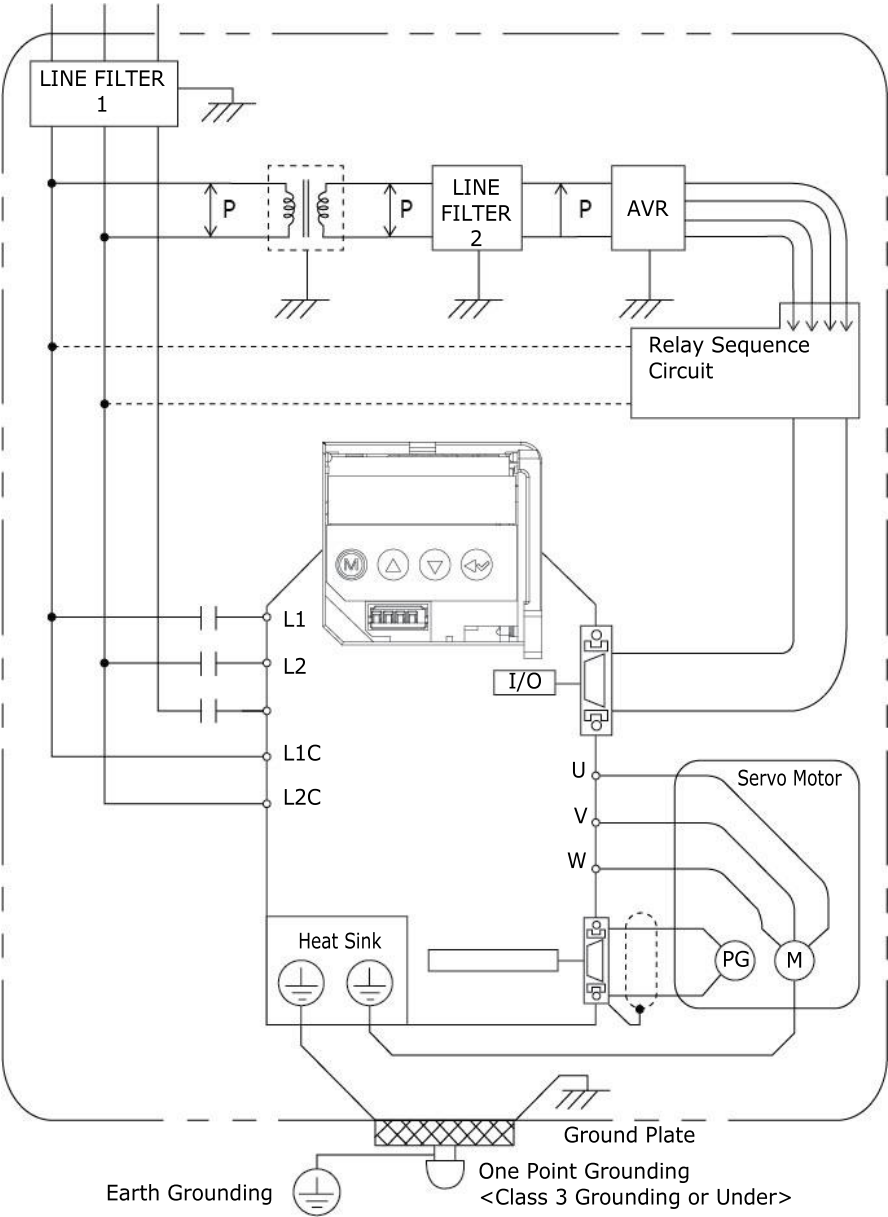 LINE FILTER
1
P
P
LINE
FILTER
2
P
AVR
Relay Sequence
Circuit
M
L1
L2
I/O
L1C
L2C
U
V
W
Servo Motor
Heat Sink
PG
M
Ground Plate
One Point Grounding
<Class 3 Grounding or Under>
Earth Grounding